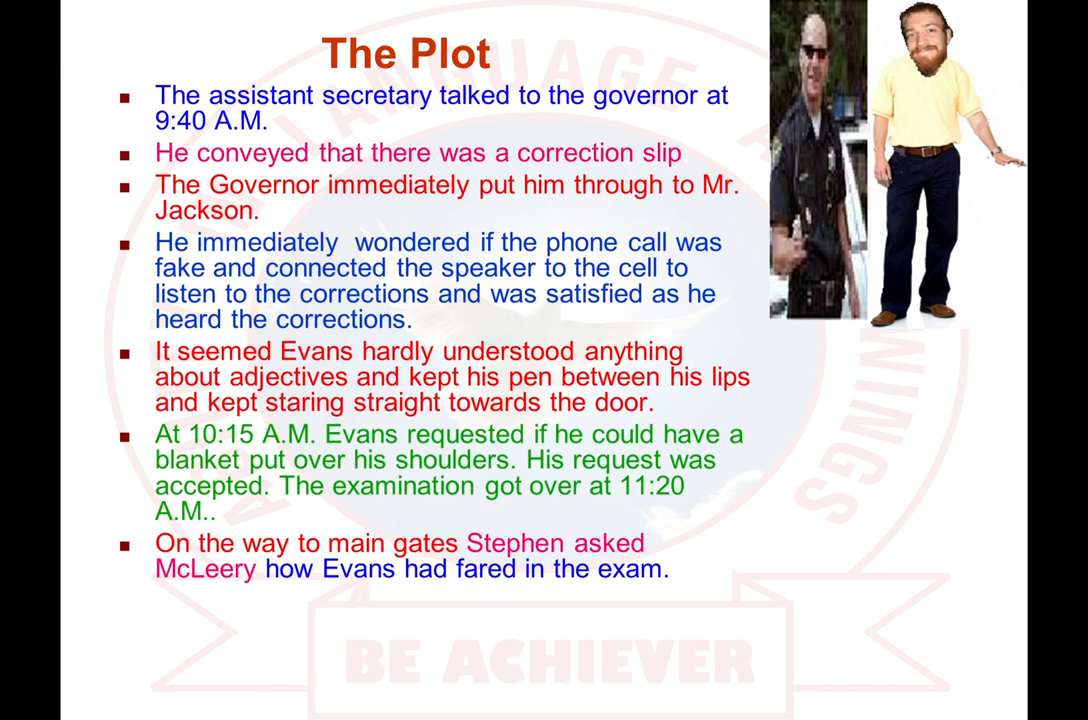 The Plot
The assistant secretary talked to the governor at
9:40 A.M.
He conveyed that there was a correction slip
The Governor immediately put him through to Mr.
Jackson.
He immediately  wondered if the phone call was
fake and connected the speaker to the cell to
listen to the corrections and was satisfied as he
heard the corrections.
It seemed Evans hardly understood anything
about adjectives and kept his pen between his lips
and kept staring straight towards the door.
At 10:15 A.M. Evans requested if he could have a
blanket put over his shoulders. His request was
accepted. The examination got over at 11:20
A.M..
On the way to main gates Stephen asked
McLeery how Evans had fared in the exam.
LANGUAGE
BE ACHIEVER